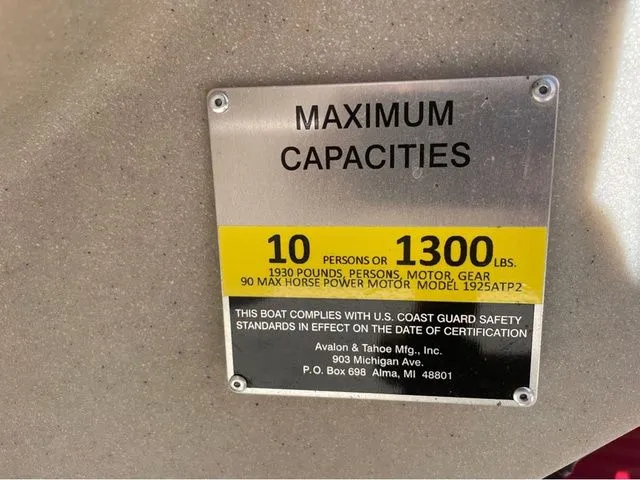 MAXIMUM
CAPACITIES
10 PERSONS OR 1300 LBS.
1930 POUNDS, PERSONS, MOTOR, GEAR
90 MAX HORSE POWER MOTOR MODEL 1925ATP2
THIS BOAT COMPLIES WITH U.S. COAST GUARD SAFETY
STANDARDS IN EFFECT ON THE DATE OF CERTIFICATION
Avalon & Tahoe Mfg., Inc.
903 Michigan Ave.
P.O. Box 698 Alma, MI 48801